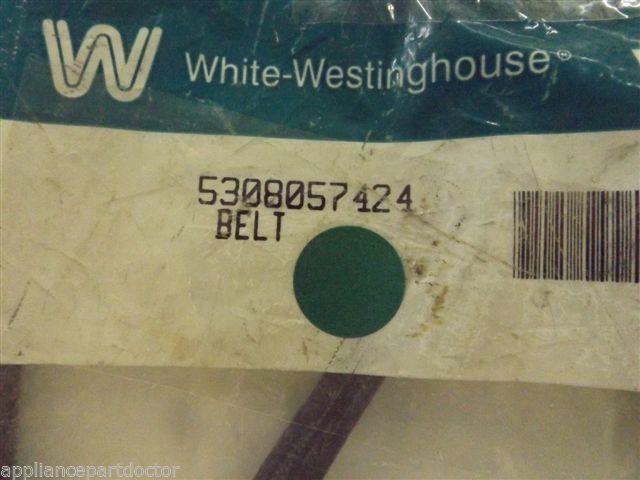 W White-Westinghouse®
5308057424
BELT
appliancepartdoctor